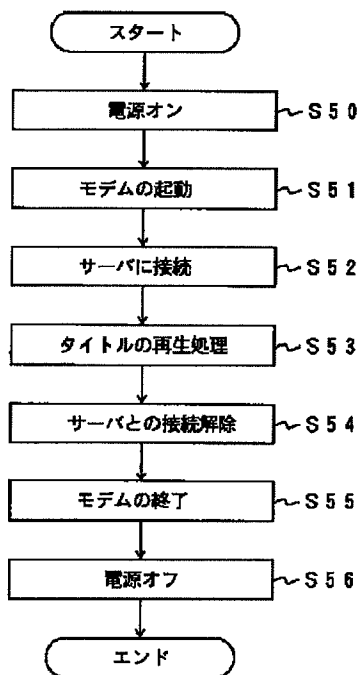 スタート
電源オン
S50
モデムの起動
S51
サーバに接続
S52
タイトルの再生処理
S53
サーバとの接続解除
S54
モデムの終了
S55
電源オフ
S56
エンド